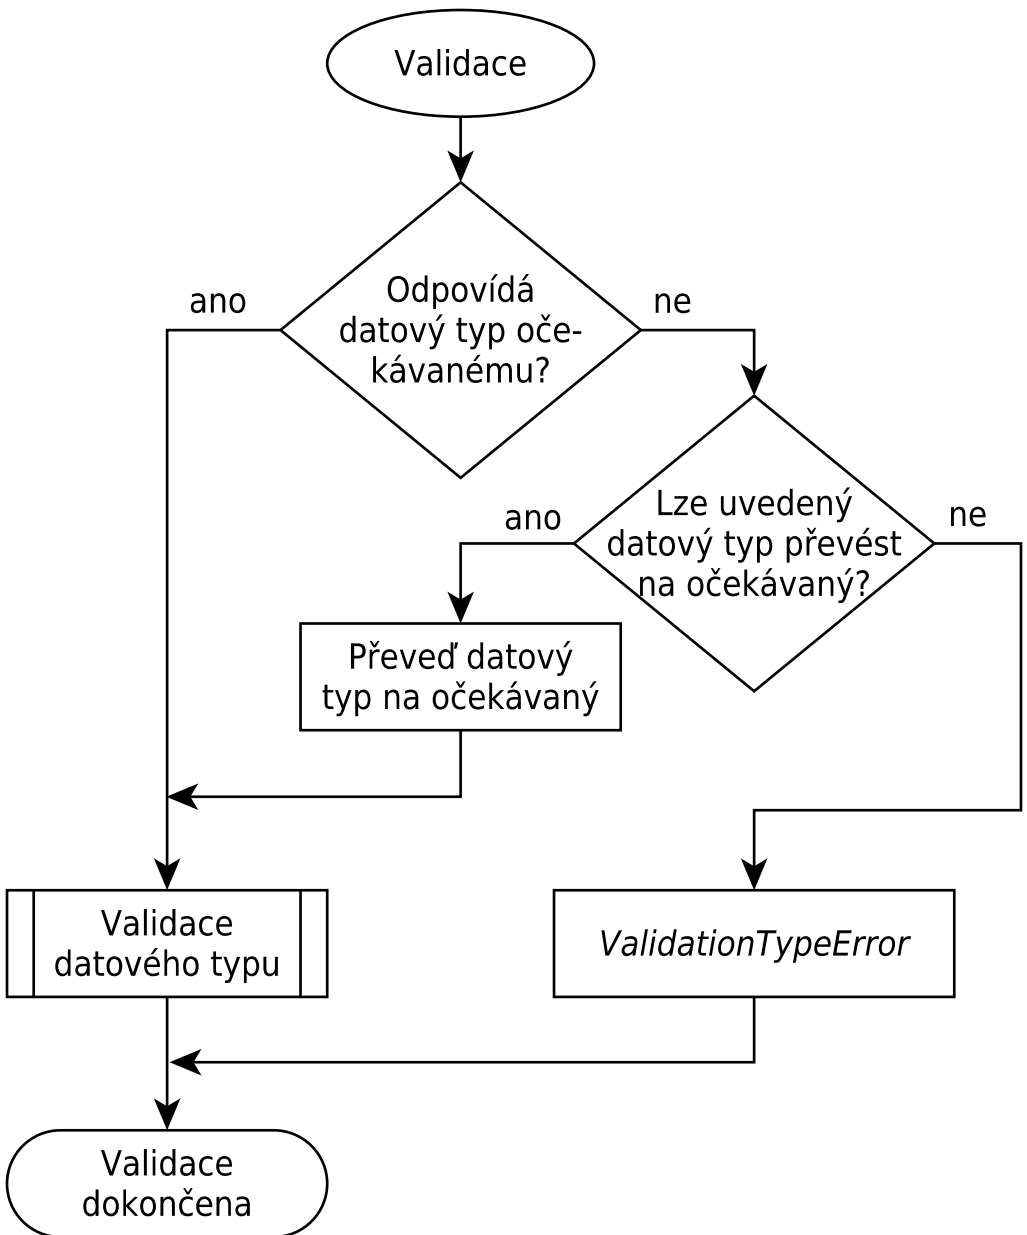 Validace
Odpovídá
datový typ oče-
kávanému?
ano
ne
Lze uvedený
datový typ převést
na očekávaný?
ano
ne
Převeď datový
typ na očekávaný
Validace
datového typu
ValidationTypeError
Validace
dokončena